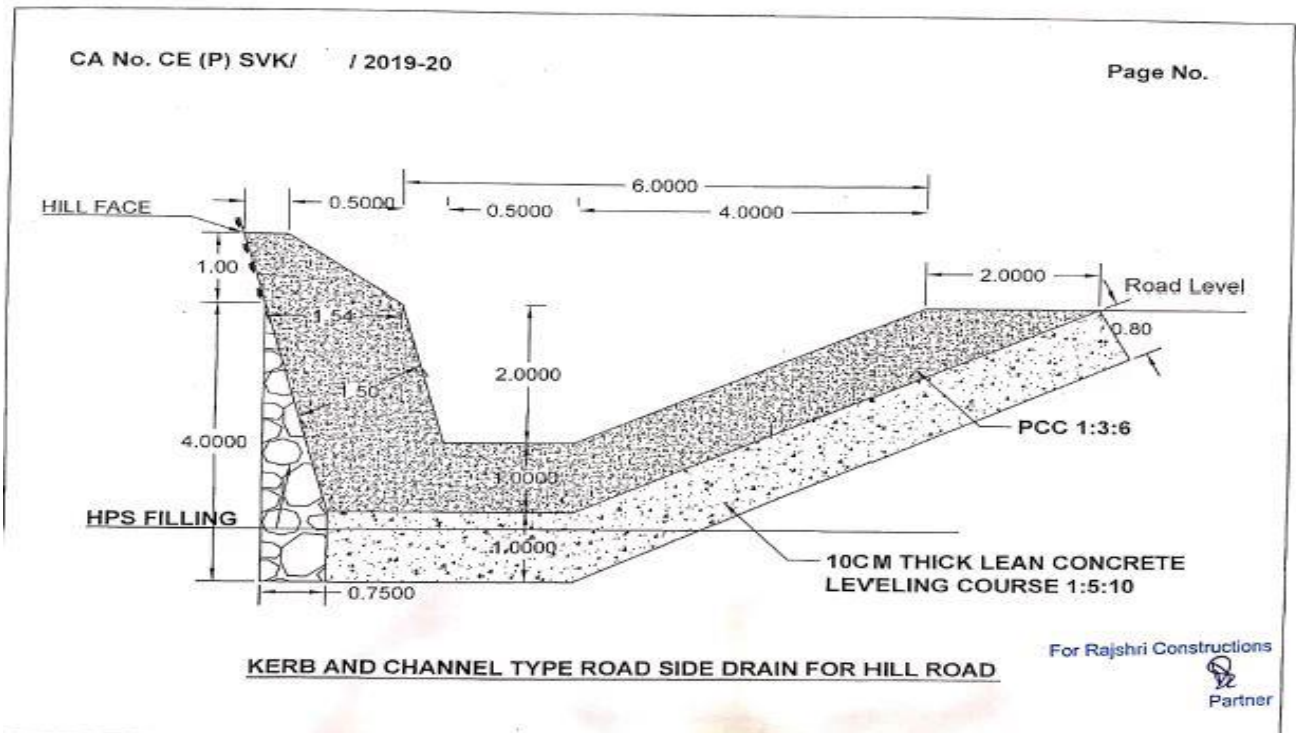 CA No. CE (P) SVK/ / 2019-20
Page No.
6.0000
HILL FACE
0.5000
0.5000
4.0000
1.00
2.0000
Road Level
1.54
0.80
2.0000
1.50
4.0000
PCC 1:3:6
1.0000
HPS FILLING
1.0000
10CM THICK LEAN CONCRETE
LEVELING COURSE 1:5:10
0.7500
KERB AND CHANNEL TYPE ROAD SIDE DRAIN FOR HILL ROAD
For Rajshri Constructions
Partner